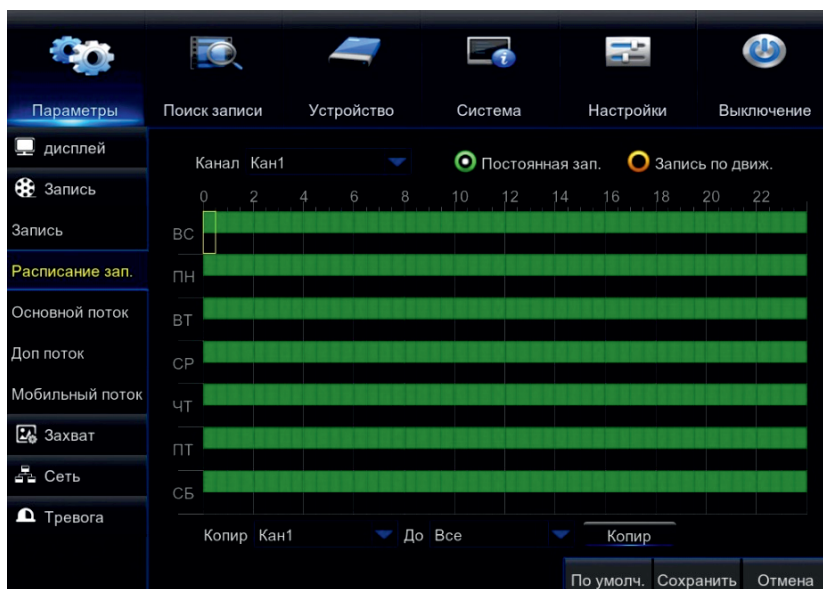 Параметры Поиск записи Устройство Система Настройки Выключение
дисплей
Запись
Запись
Расписание зап.
Основной поток
Доп поток
Мобильный поток
Захват
Сеть
Тревога
Канал Кан1 Постоянная зап. Запись по движ.
0 2 4 6 8 10 12 14 16 18 20 22
ВС
ПН
ВТ
СР
ЧТ
ПТ
СБ
Копир Кан1 До Все Копир
По умолч. Сохранить Отмена